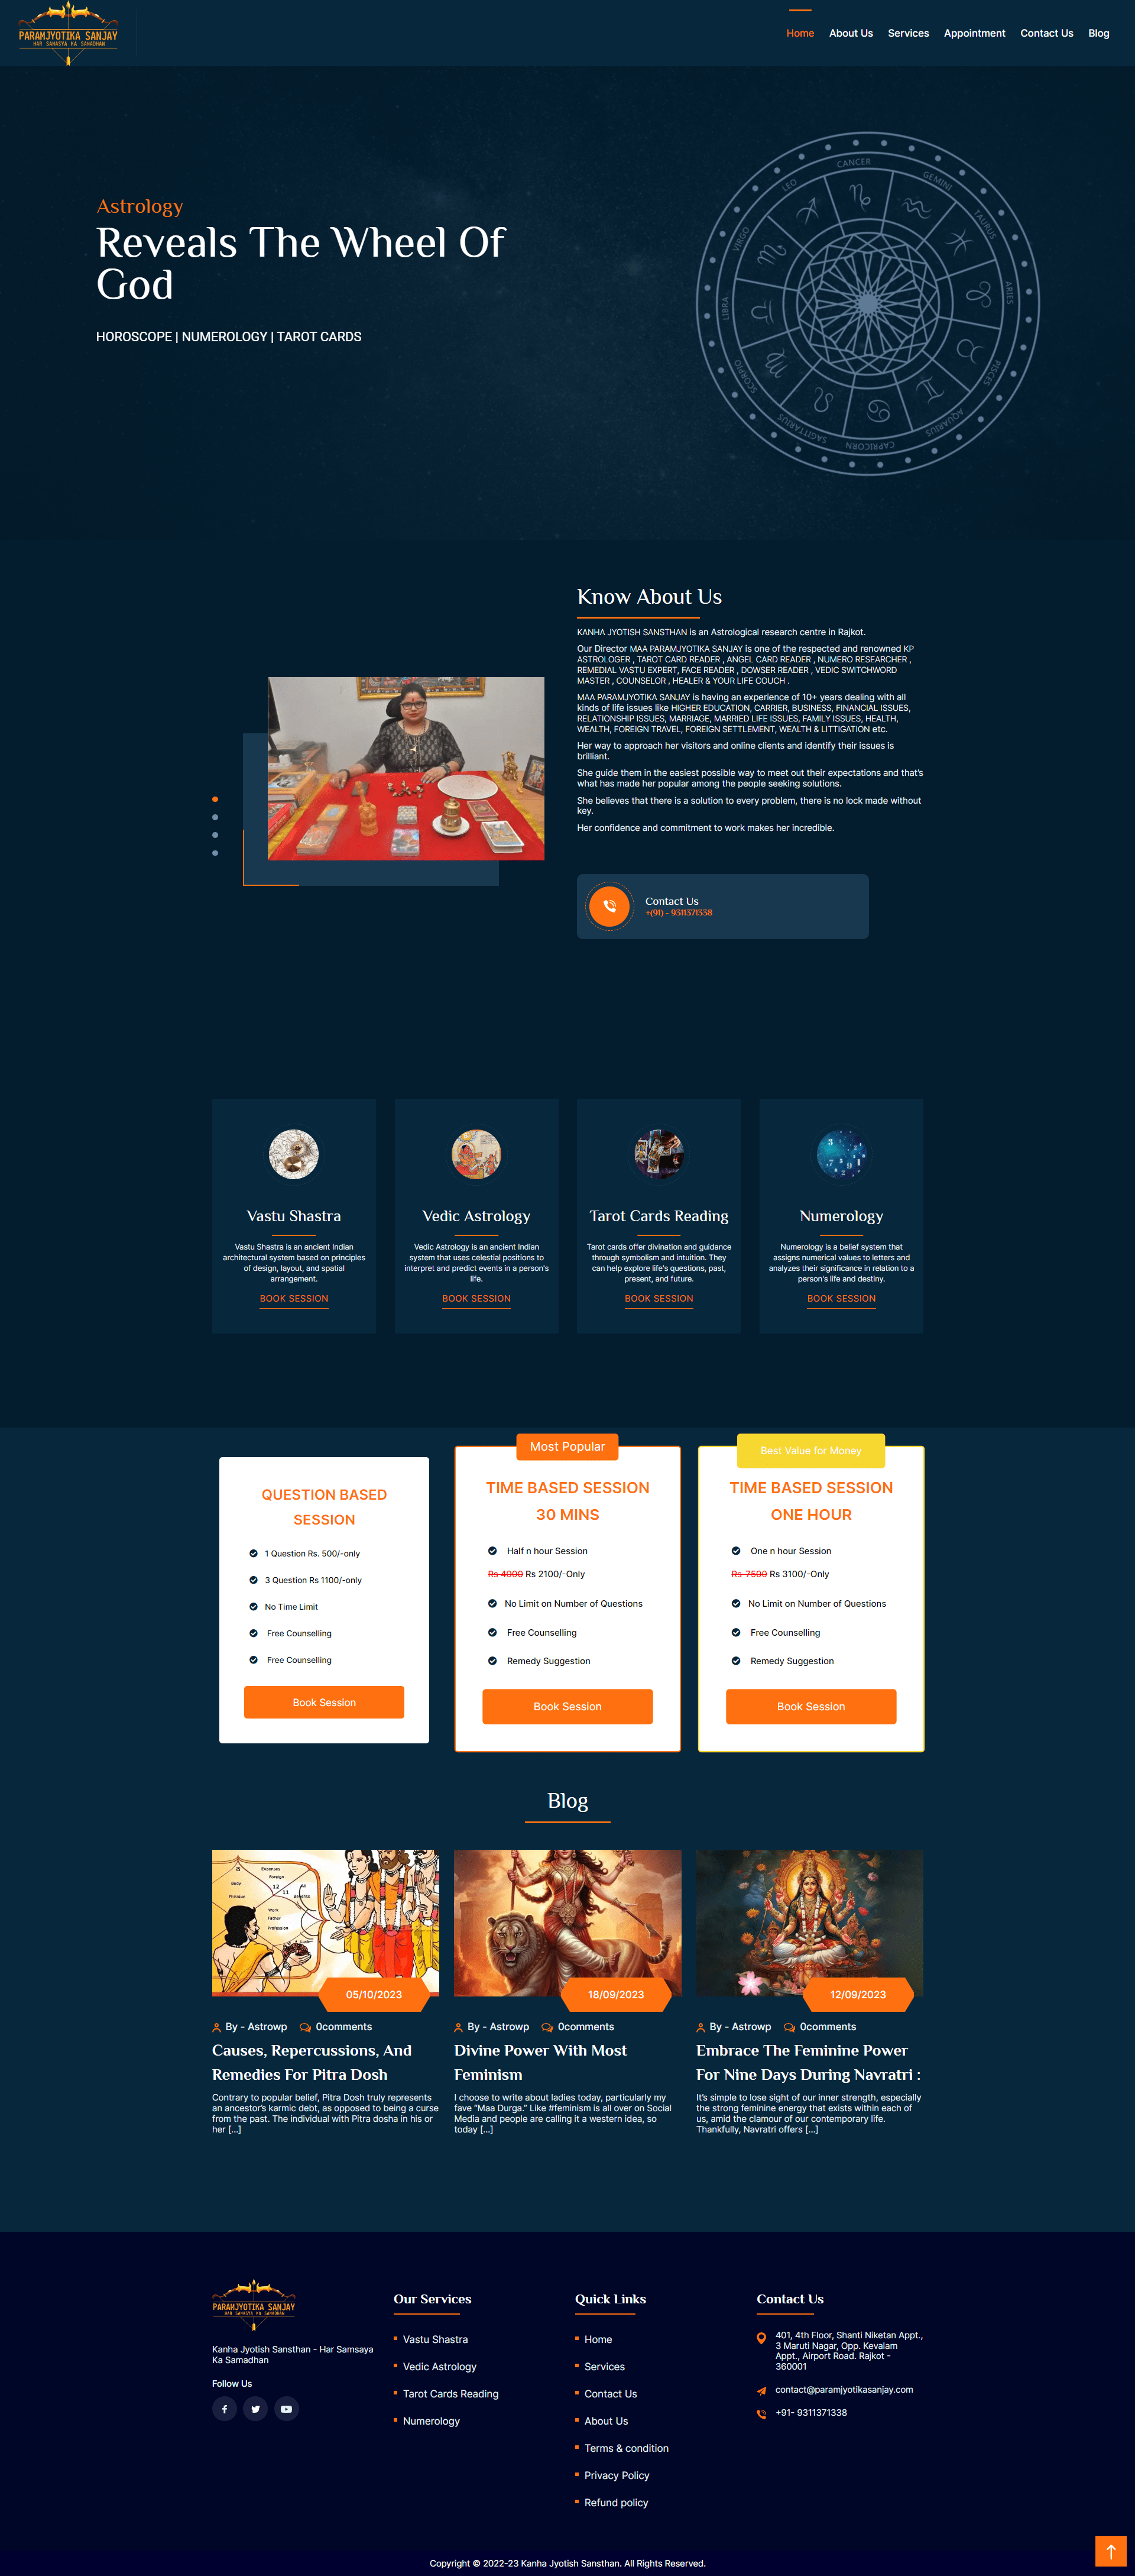 PARAMJYOTIKA SANJAY
HAR SAMASYA KA SAMADHAN
Home
About Us
Services
Appointment
Contact Us
Blog
Astrology
Reveals The Wheel Of
God
HOROSCOPE | NUMEROLOGY | TAROT CARDS
CANCER
GEMINI
TAURUS
ARIES
PISCES
AQUARIUS
CAPRICORN
SAGITTARIUS
SCORPIO
LIBRA
VIRGO
LEO
Know About Us
KANHA JYOTISH SANSTHAN is an Astrological research centre in Rajkot.
Our Director MAA PARAMJYOTIKA SANJAY is one of the respected and renowned KP
ASTROLOGER , TAROT CARD READER , ANGEL CARD READER , NUMERO RESEARCHER ,
REMEDIAL VASTU EXPERT, FACE READER , DOWSER READER , VEDIC SWITCHWORD
MASTER , COUNSELOR , HEALER & YOUR LIFE COUCH .
MAA PARAMJYOTIKA SANJAY is having an experience of 10+ years dealing with all
kinds of life issues like HIGHER EDUCATION, CARRIER, BUSINESS, FINANCIAL ISSUES,
RELATIONSHIP ISSUES, MARRIAGE, MARRIED LIFE ISSUES, FAMILY ISSUES, HEALTH,
WEALTH, FOREIGN TRAVEL, FOREIGN SETTLEMENT, WEALTH & LITTIGATION etc.
Her way to approach her visitors and online clients and identify their issues is
brilliant.
She guide them in the easiest possible way to meet out their expectations and that's
what has made her popular among the people seeking solutions.
She believes that there is a solution to every problem, there is no lock made without
key.
Her confidence and commitment to work makes her incredible.
Contact Us
+(91) - 9311371338
Vastu Shastra
Vastu Shastra is an ancient Indian
architectural system based on principles
of design, layout, and spatial
arrangement.
BOOK SESSION
Vedic Astrology
Vedic Astrology is an ancient Indian
system that uses celestial positions to
interpret and predict events in a person's
life.
BOOK SESSION
Tarot Cards Reading
Tarot cards offer divination and guidance
through symbolism and intuition. They
can help explore life's questions, past,
present, and future.
BOOK SESSION
Numerology
Numerology is a belief system that
assigns numerical values to letters and
analyzes their significance in relation to a
person's life and destiny.
BOOK SESSION
QUESTION BASED
SESSION
1 Question Rs. 500/-only
3 Question Rs 1100/-only
No Time Limit
Free Counselling
Free Counselling
Book Session
Most Popular
TIME BASED SESSION
30 MINS
Half n hour Session
Rs 4000 Rs 2100/-Only
No Limit on Number of Questions
Free Counselling
Remedy Suggestion
Book Session
Best Value for Money
TIME BASED SESSION
ONE HOUR
One n hour Session
Rs 7500 Rs 3100/-Only
No Limit on Number of Questions
Free Counselling
Remedy Suggestion
Book Session
Blog
Expenses
Foreign
Body
Physique
12
11
Benefits
Work
Father
Profession
05/10/2023
By - Astrowp
0comments
Causes, Repercussions, And
Remedies For Pitra Dosh
Contrary to popular belief, Pitra Dosh truly represents
an ancestor's karmic debt, as opposed to being a curse
from the past. The individual with Pitra dosha in his or
her [...]
18/09/2023
By - Astrowp
0comments
Divine Power With Most
Feminism
I choose to write about ladies today, particularly my
fave "Maa Durga." Like #feminism is all over on Social
Media and people are calling it a western idea, so
today [...]
12/09/2023
By - Astrowp
0comments
Embrace The Feminine Power
For Nine Days During Navratri :
It's simple to lose sight of our inner strength, especially
the strong feminine energy that exists within each of
us, amid the clamour of our contemporary life.
Thankfully, Navratri offers [...]
PARAMJYOTIKA SANJAY
HAR SAMASYA KA SAMADHAN
Kanha Jyotish Sansthan - Har Samsaya
Ka Samadhan
Follow Us
Our Services
Vastu Shastra
Vedic Astrology
Tarot Cards Reading
Numerology
Quick Links
Home
Services
Contact Us
About Us
Terms & condition
Privacy Policy
Refund policy
Contact Us
401, 4th Floor, Shanti Niketan Appt.,
3 Maruti Nagar, Opp. Kevalam
Appt., Airport Road. Rajkot -
360001
contact@paramjyotikasanjay.com
+91- 9311371338
Copyright © 2022-23 Kanha Jyotish Sansthan. All Rights Reserved.